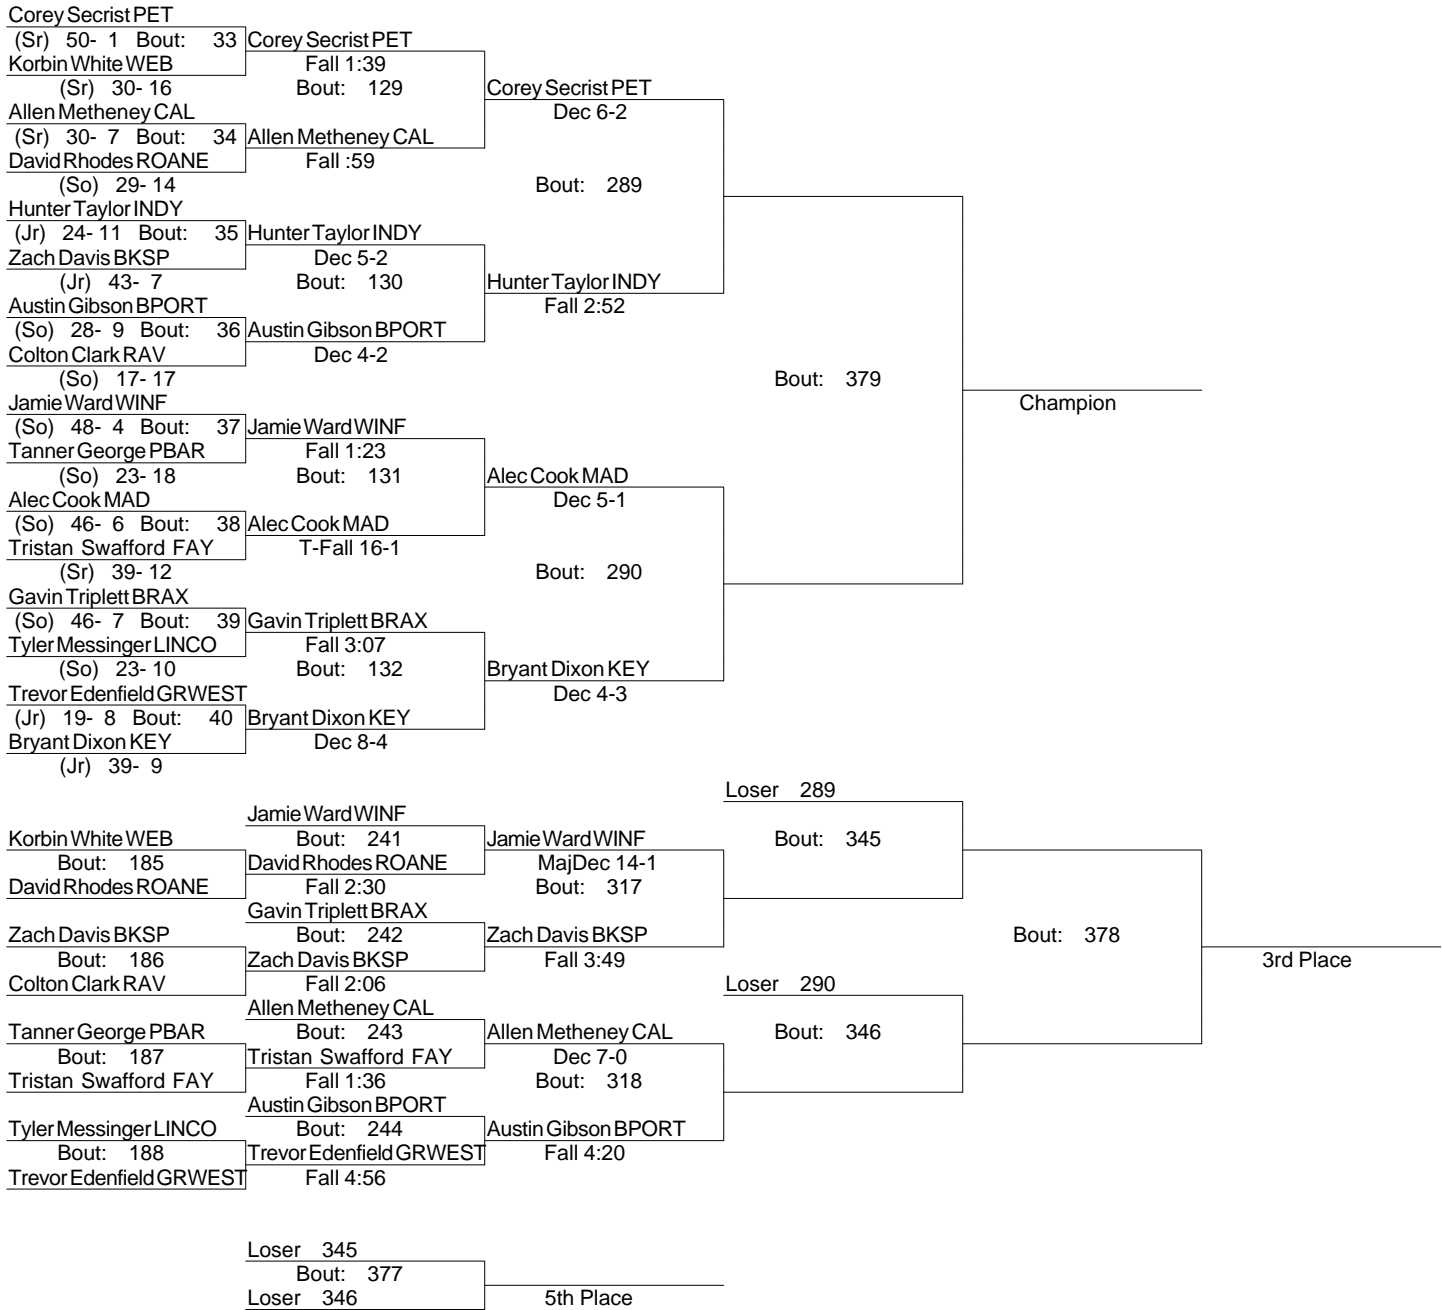 Corey Secrist PET
(Sr) 50- 1 Bout: 33 Corey Secrist PET
Korbin White WEB Fall 1:39
(Sr) 30- 16 Bout: 129 Corey Secrist PET
Allen Metheney CAL Dec 6-2
(Sr) 30- 7 Bout: 34 Allen Metheney CAL
David Rhodes ROANE Fall :59
(So) 29- 14 Bout: 289
Hunter Taylor INDY
(Jr) 24- 11 Bout: 35 Hunter Taylor INDY
Zach Davis BKSP Dec 5-2
(Jr) 43- 7 Bout: 130 Hunter Taylor INDY
Austin Gibson BPORT Fall 2:52
(So) 28- 9 Bout: 36 Austin Gibson BPORT
Colton Clark RAV Dec 4-2
(So) 17- 17 Bout: 379
Jamie Ward WINF Champion
(So) 48- 4 Bout: 37 Jamie Ward WINF
Tanner George PBAR Fall 1:23
(So) 23- 18 Bout: 131 Alec Cook MAD
Alec Cook MAD Dec 5-1
(So) 46- 6 Bout: 38 Alec Cook MAD
Tristan Swafford FAY T-Fall 16-1
(Sr) 39- 12 Bout: 290
Gavin Triplett BRAX
(So) 46- 7 Bout: 39 Gavin Triplett BRAX
Tyler Messinger LINCO Fall 3:07
(So) 23- 10 Bout: 132 Bryant Dixon KEY
Trevor Edenfield GRWEST Dec 4-3
(Jr) 19- 8 Bout: 40 Bryant Dixon KEY
Bryant Dixon KEY Dec 8-4
(Jr) 39- 9
Loser 289
Jamie Ward WINF
Korbin White WEB Bout: 241 Jamie Ward WINF Bout: 345
Bout: 185 David Rhodes ROANE MajDec 14-1
David Rhodes ROANE Fall 2:30 Bout: 317
Gavin Triplett BRAX
Zach Davis BKSP Bout: 242 Zach Davis BKSP Bout: 378
Bout: 186 Zach Davis BKSP Fall 3:49 3rd Place
Colton Clark RAV Fall 2:06 Loser 290
Allen Metheney CAL
Tanner George PBAR Bout: 243 Allen Metheney CAL Bout: 346
Bout: 187 Tristan Swafford FAY Dec 7-0
Tristan Swafford FAY Fall 1:36 Bout: 318
Austin Gibson BPORT
Tyler Messinger LINCO Bout: 244 Austin Gibson BPORT
Bout: 188 Trevor Edenfield GRWEST Fall 4:20
Trevor Edenfield GRWEST Fall 4:56
Loser 345
Bout: 377
Loser 346 5th Place